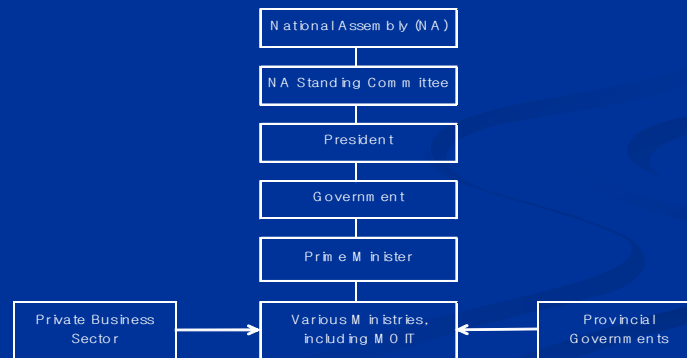 National Assembly (NA)
NA Standing Committee
President
Government
Prime Minister
Private Business
Sector
Various Ministries,
including MOIT
Provincial
Governments